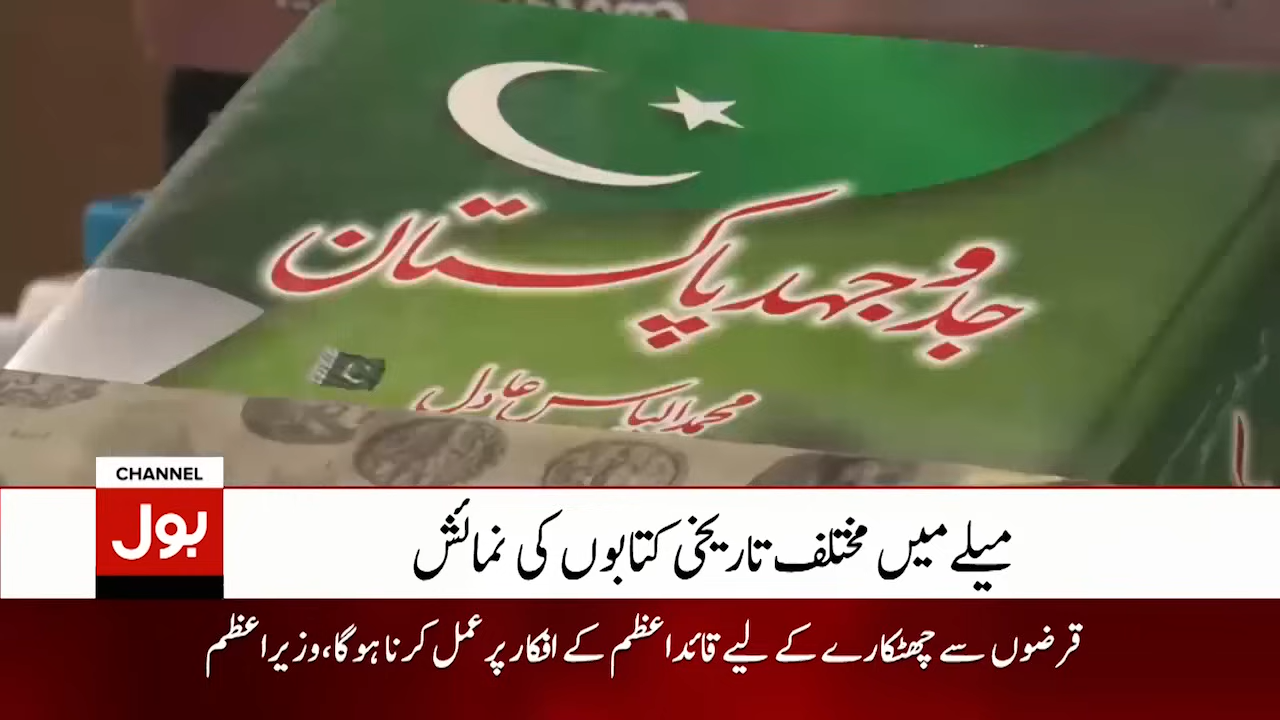 جدوجہد پاکستان
محمد الیاس عادل
CHANNEL
بول
میلے میں مختلف تاریخی کتابوں کی نمائش
قرضوں سے چھٹکارے کے لیے قائداعظم کے افکار پر عمل کرنا ہوگا، وزیراعظم